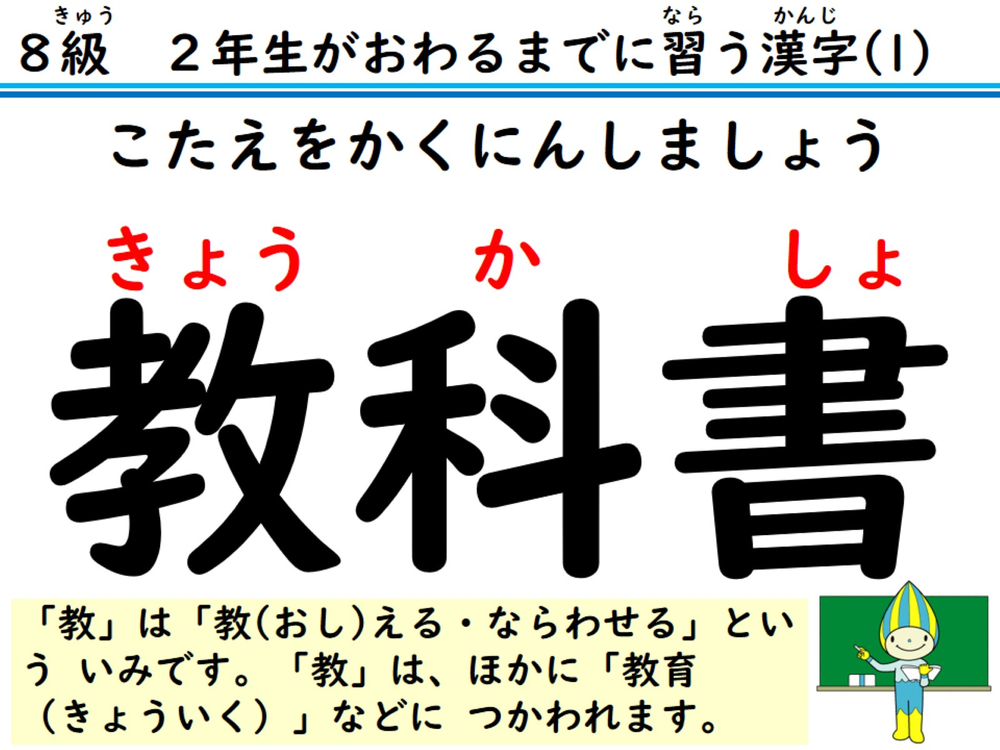 きゅう　なら　かんじ
８級　２年生がおわるまでに習う漢字(1)
こたえをかくにんしましょう
きょう　か　しょ
教科書
「教」は「教(おし)える・ならわせる」とい
う いみです。「教」は、ほかに「教育
（きょういく）」などに つかわれます。